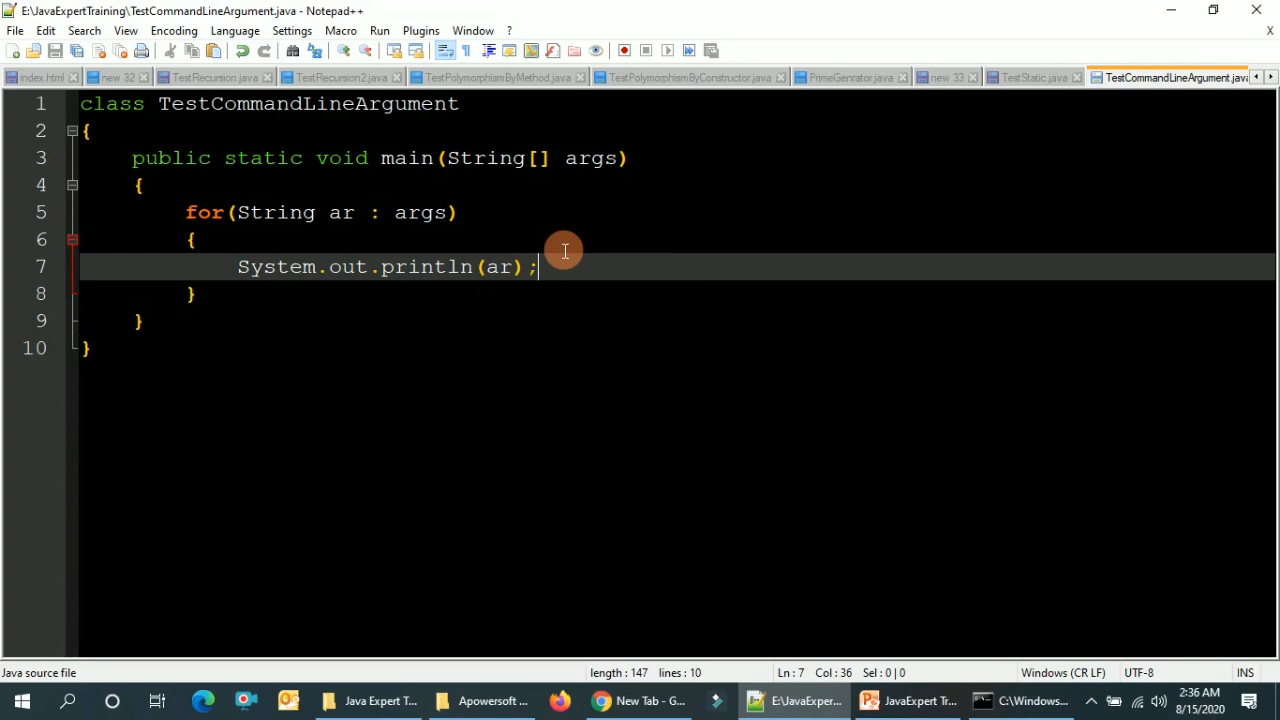 E:\JavaExpertTraining\TestCommandLineArgument.java - Notepad++
File Edit Search View Encoding Language Settings Macro Run Plugins Window ? X
index.html new 32 TestRecursion.java TestRecursion2.java TestPolymorphismByMethod.java TestPolymorphismByConstructor.java PrimeGenrator.java new 33 TestStatic.java TestCommandLineArgument.java
1 class TestCommandLineArgument
2 {
3 public static void main(String[] args)
4 {
5 for(String ar : args)
6 {
7 System.out.println(ar);
8 }
9 }
10 }
Java source file length : 147 lines : 10 Ln : 7 Col : 36 Sel : 0 | 0 Windows (CR LF) UTF-8 INS
Java Expert T... Apowersoft ... New Tab - G... E:\JavaExper... JavaExpert Tr... C:\Windows... 2:36 AM
8/15/2020